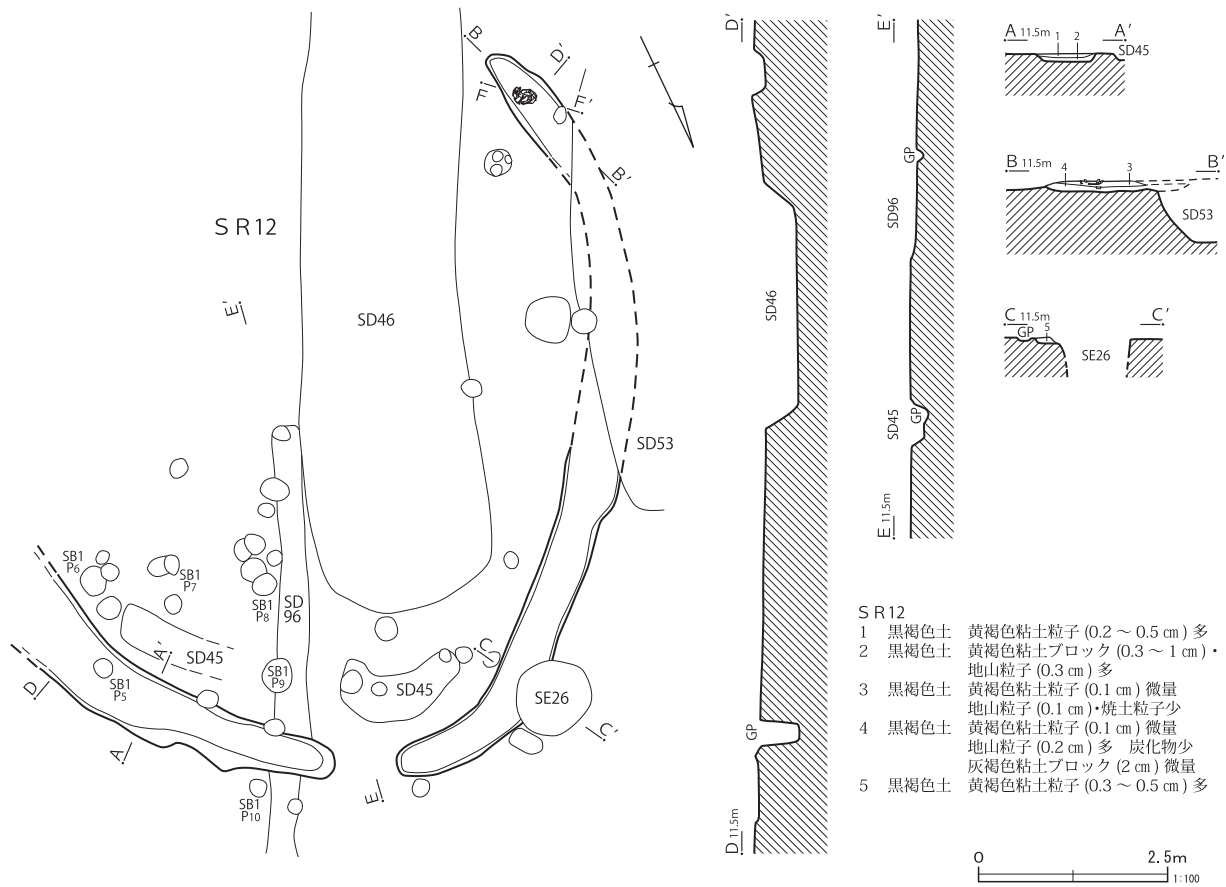 SR12
SD46
SD53
SD45
SD96
SD45
SE26
SB1 P6
SB1 P7
SB1 P8
SB1 P5
SB1 P9
SB1 P10
A
A'
B
B'
C
C'
D
D'
E
E'
F
F'
D'
SD46
GP
D 11.5m
E'
GP
SD96
SD45
GP
E 11.5m
A 11.5m 1 2 A'
SD45
B 11.5m 4 3 B'
SD53
C 11.5m 5 C'
GP
SE26
SR12
1 黒褐色土 黄褐色粘土粒子 (0.2 ～ 0.5 ㎝ ) 多
2 黒褐色土 黄褐色粘土ブロック (0.3 ～ 1 ㎝ )・
地山粒子 (0.3 ㎝ ) 多
3 黒褐色土 黄褐色粘土粒子 (0.1 ㎝ ) 微量
地山粒子 (0.1 ㎝ )・焼土粒子少
4 黒褐色土 黄褐色粘土粒子 (0.1 ㎝ ) 微量
地山粒子 (0.2 ㎝ ) 多 炭化物少
灰褐色粘土ブロック (2 ㎝ ) 微量
5 黒褐色土 黄褐色粘土粒子 (0.3 ～ 0.5 ㎝ ) 多
0 2.5m
1:100